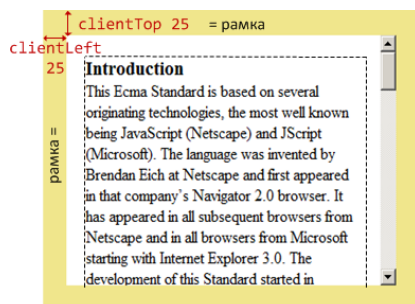 clientTop 25 = рамка
clientLeft
25
рамка =
Introduction
This Ecma Standard is based on several
originating technologies, the most well known
being JavaScript (Netscape) and JScript
(Microsoft). The language was invented by
Brendan Eich at Netscape and first appeared
in that company's Navigator 2.0 browser. It
has appeared in all subsequent browsers from
Netscape and in all browsers from Microsoft
starting with Internet Explorer 3.0. The
development of this Standard started in